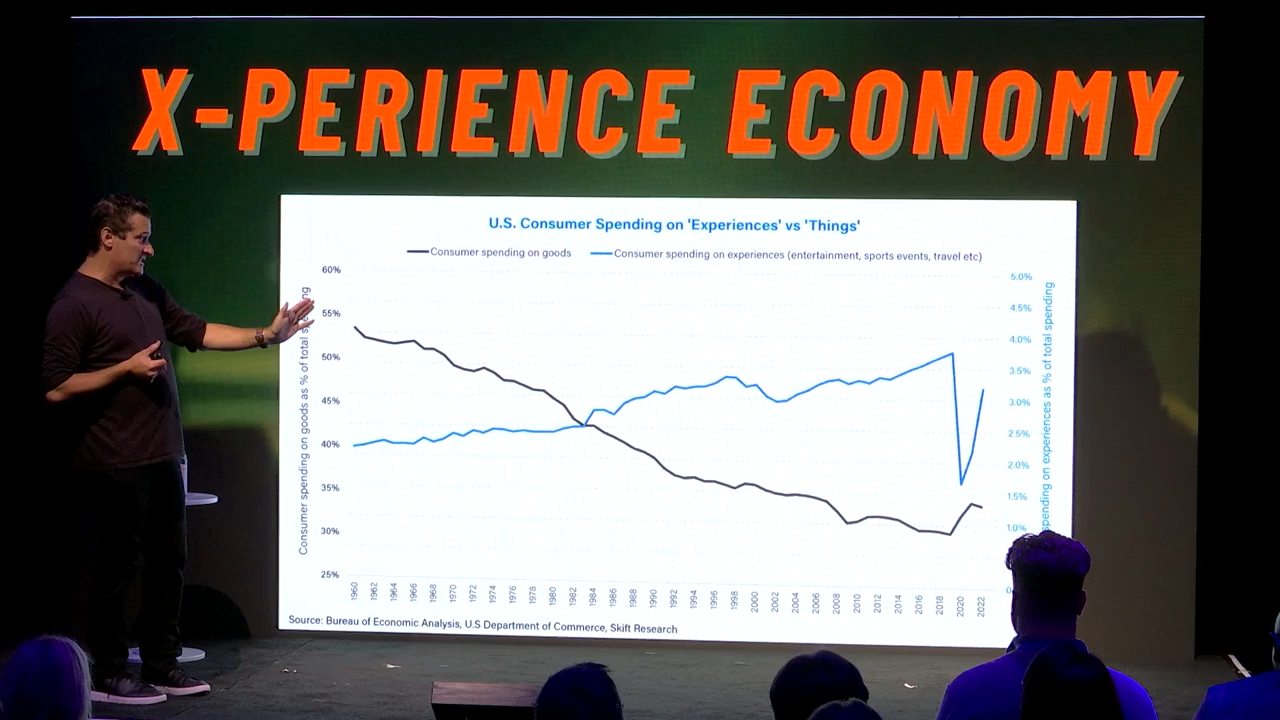 X-PERIENCE ECONOMY
U.S. Consumer Spending on 'Experiences' vs 'Things'
Consumer spending on goods
Consumer spending on experiences (entertainment, sports events, travel etc)
Consumer spending on goods as % of total
60%
55%
50%
45%
40%
35%
30%
25%
5.0%
4.5%
4.0%
3.5%
3.0%
2.5%
2.0%
1.5%
1.0%
spending on experiences as % of total spending
1960 1962 1964 1966 1968 1970 1972 1974 1976 1978 1980 1982 1984 1986 1988 1990 1992 1994 1996 1998 2000 2002 2004 2006 2008 2010 2012 2014 2016 2018 2020 2022
Source: Bureau of Economic Analysis, U.S Department of Commerce, Skift Research